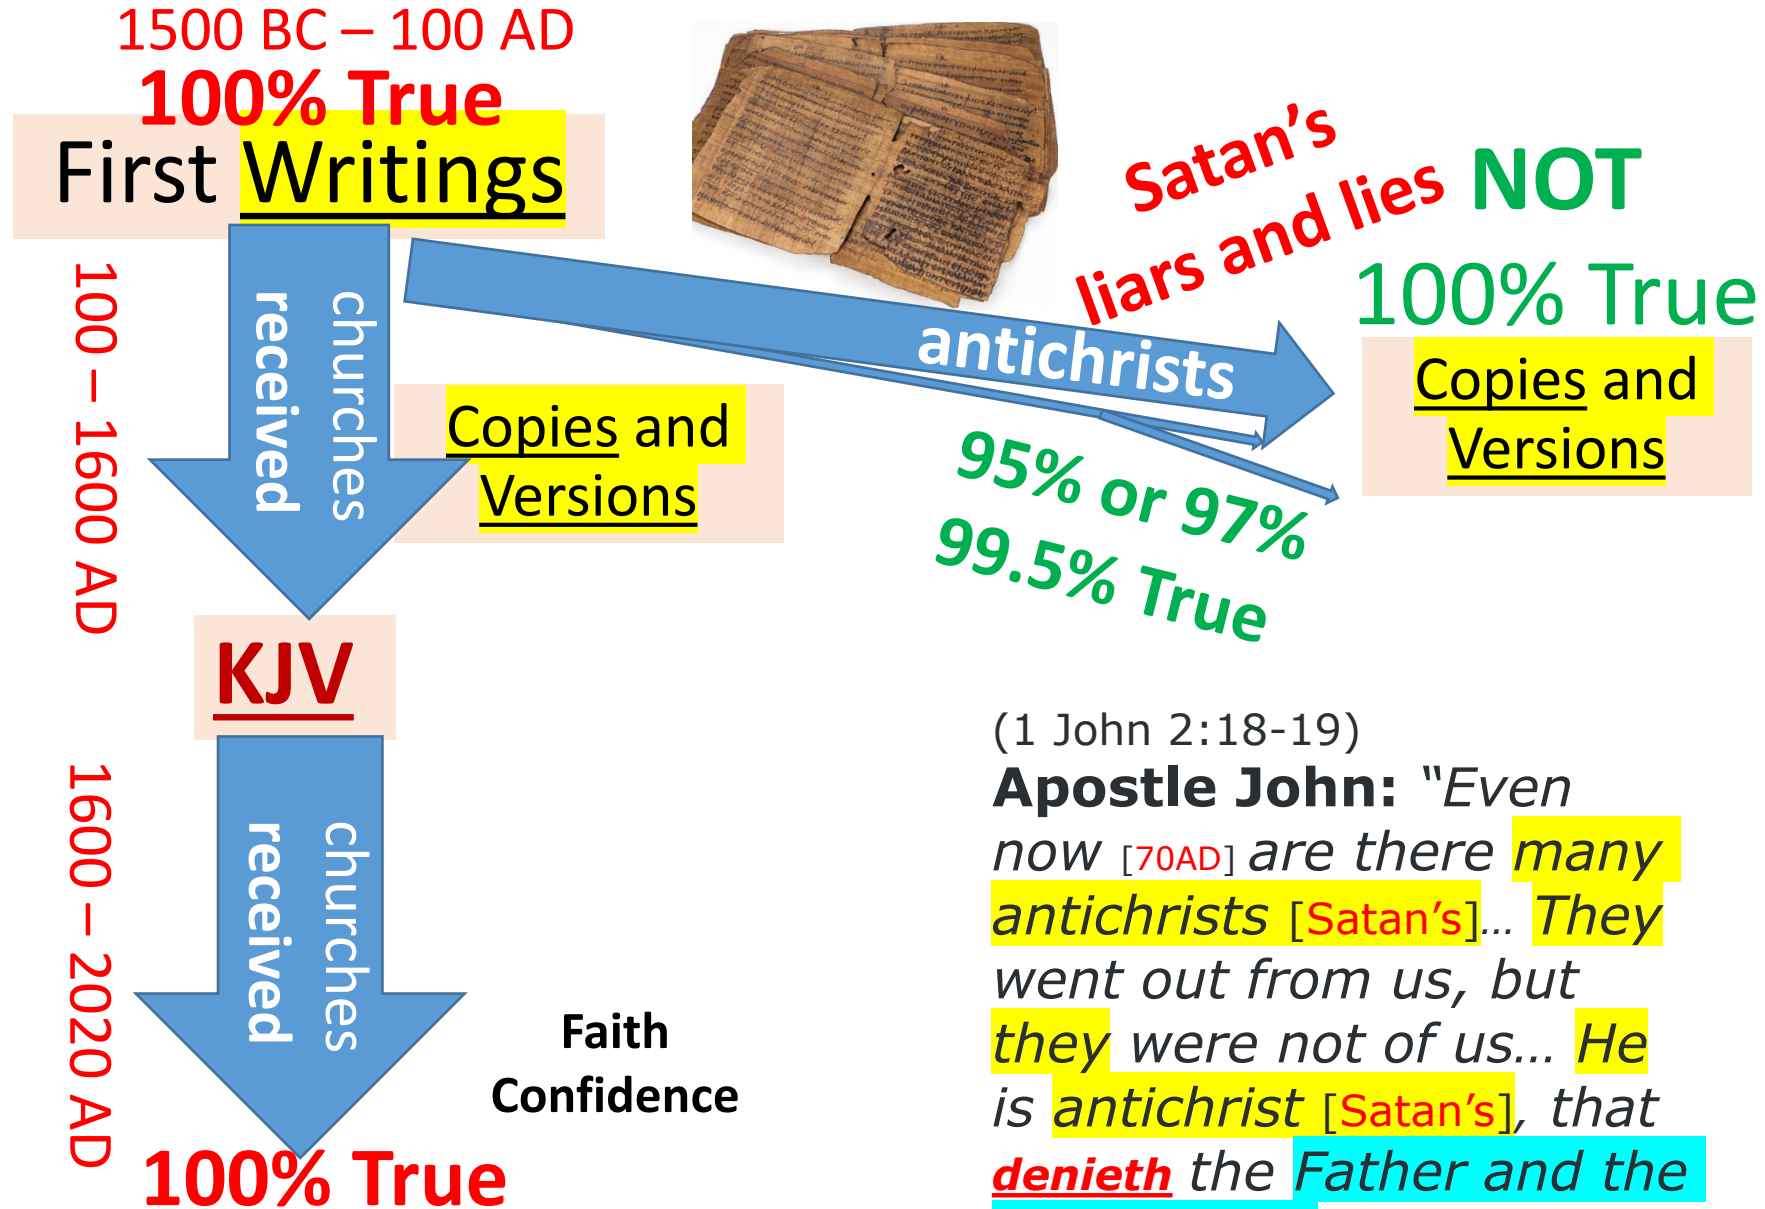 1500 BC – 100 AD
100% True
First Writings
100 – 1600 AD
churches
received
Copies and
Versions
KJV
1600 – 2020 AD
churches
received
100% True
Faith
Confidence
Satan’s
liars and lies
antichrists
NOT
100% True
Copies and
Versions
95% or 97%
99.5% True
(1 John 2:18-19)
Apostle John: “Even
now [70AD] are there many
antichrists [Satan’s]… They
went out from us, but
they were not of us… He
is antichrist [Satan’s], that
denieth the Father and the